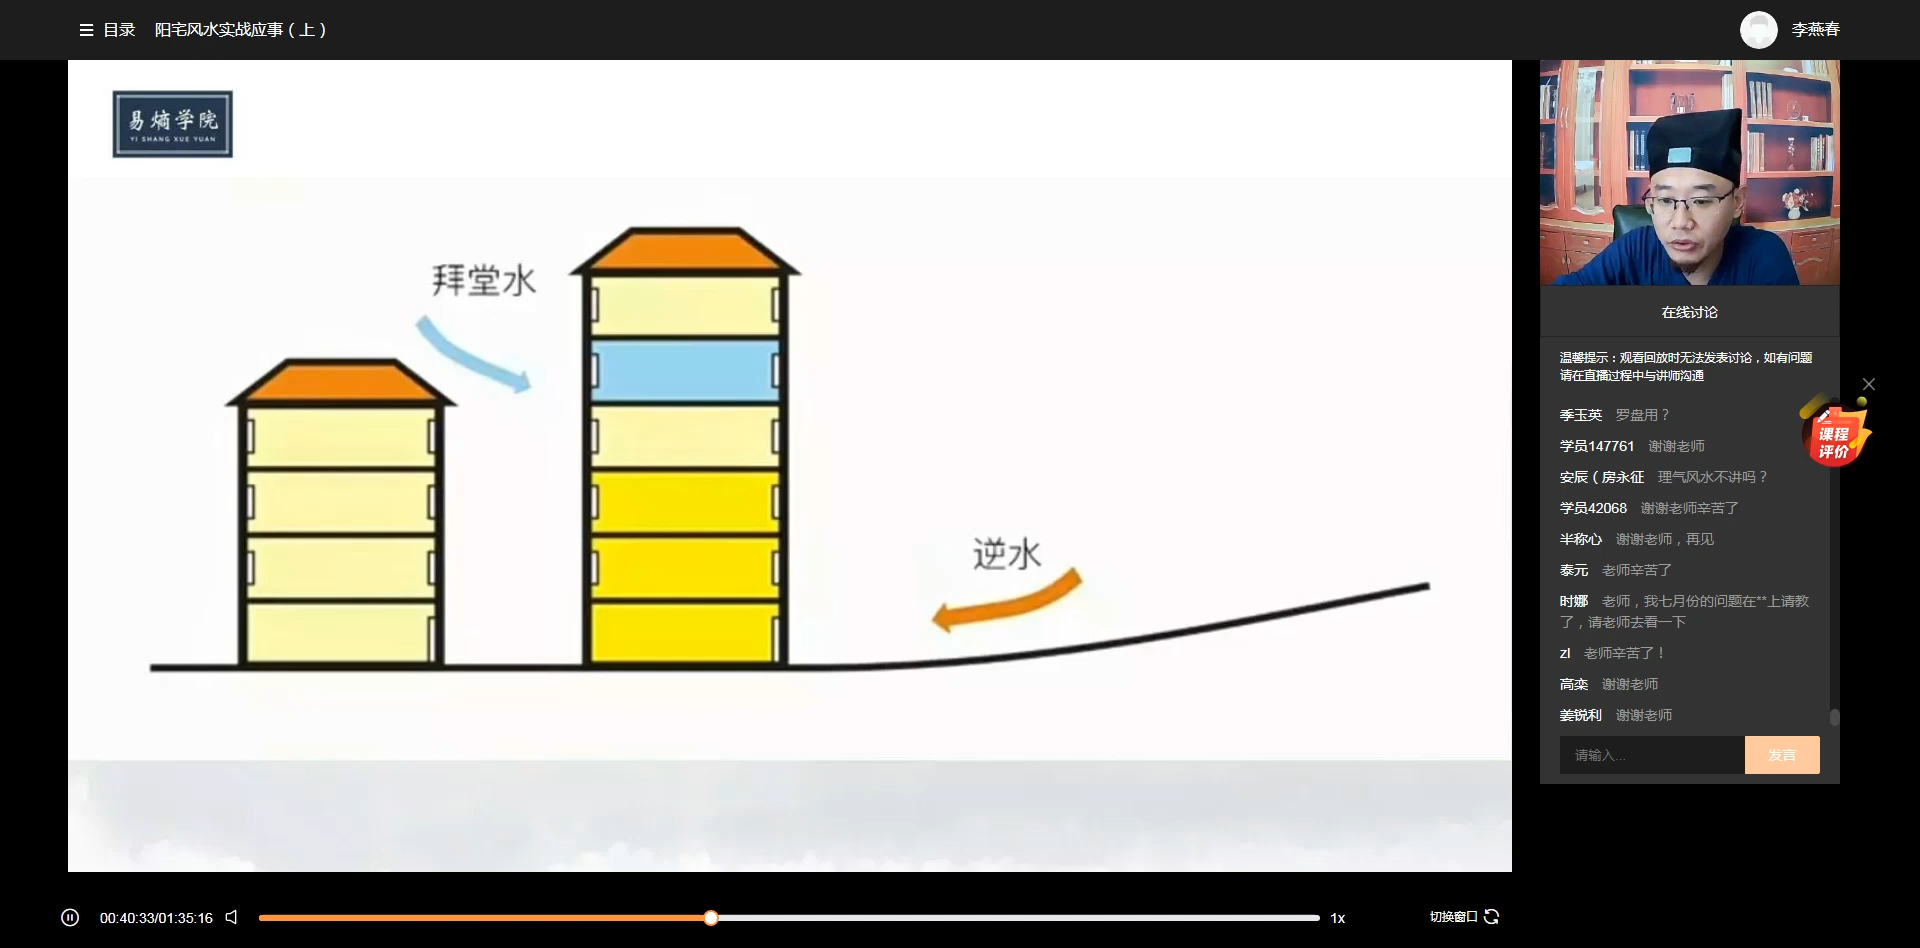 目录 阳宅风水实战应事（上） 李燕春
易熵学院
YI SHANG XUE YUAN
拜堂水
逆水
在线讨论
温馨提示：观看回放时无法发表讨论，如有问题
请在直播过程中与讲师沟通
季玉英 罗盘用？
学员147761 谢谢老师
安辰（房永征 理气风水不讲吗？
学员42068 谢谢老师辛苦了
半称心 谢谢老师，再见
泰元 老师辛苦了
时娜 老师，我七月份的问题在**上请教
了，请老师去看一下
zl 老师辛苦了！
高栾 谢谢老师
姜锐利 谢谢老师
课程
评价
请输入... 发言
00:40:33/01:35:16 1x 切换窗口